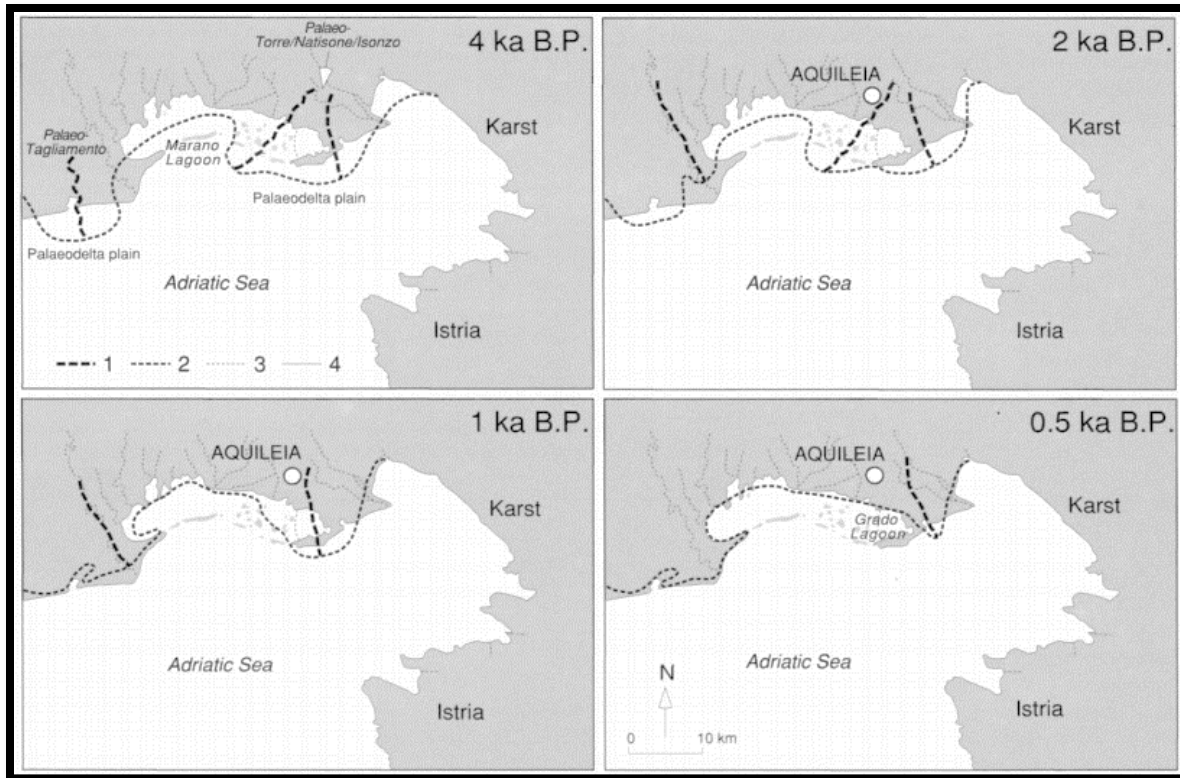 Palaeo-
Torre/Natisone/Isonzo
4 ka B.P.
Palaeo-
Tagliamento
Marano
Lagoon
Karst
Palaeodelta plain
Palaeodelta plain
Adriatic Sea
Istria
1
2
3
4
2 ka B.P.
AQUILEIA
Karst
Adriatic Sea
Istria
1 ka B.P.
AQUILEIA
Karst
Adriatic Sea
Istria
0.5 ka B.P.
AQUILEIA
Karst
Grado
Lagoon
Adriatic Sea
N
Istria
0 10 km